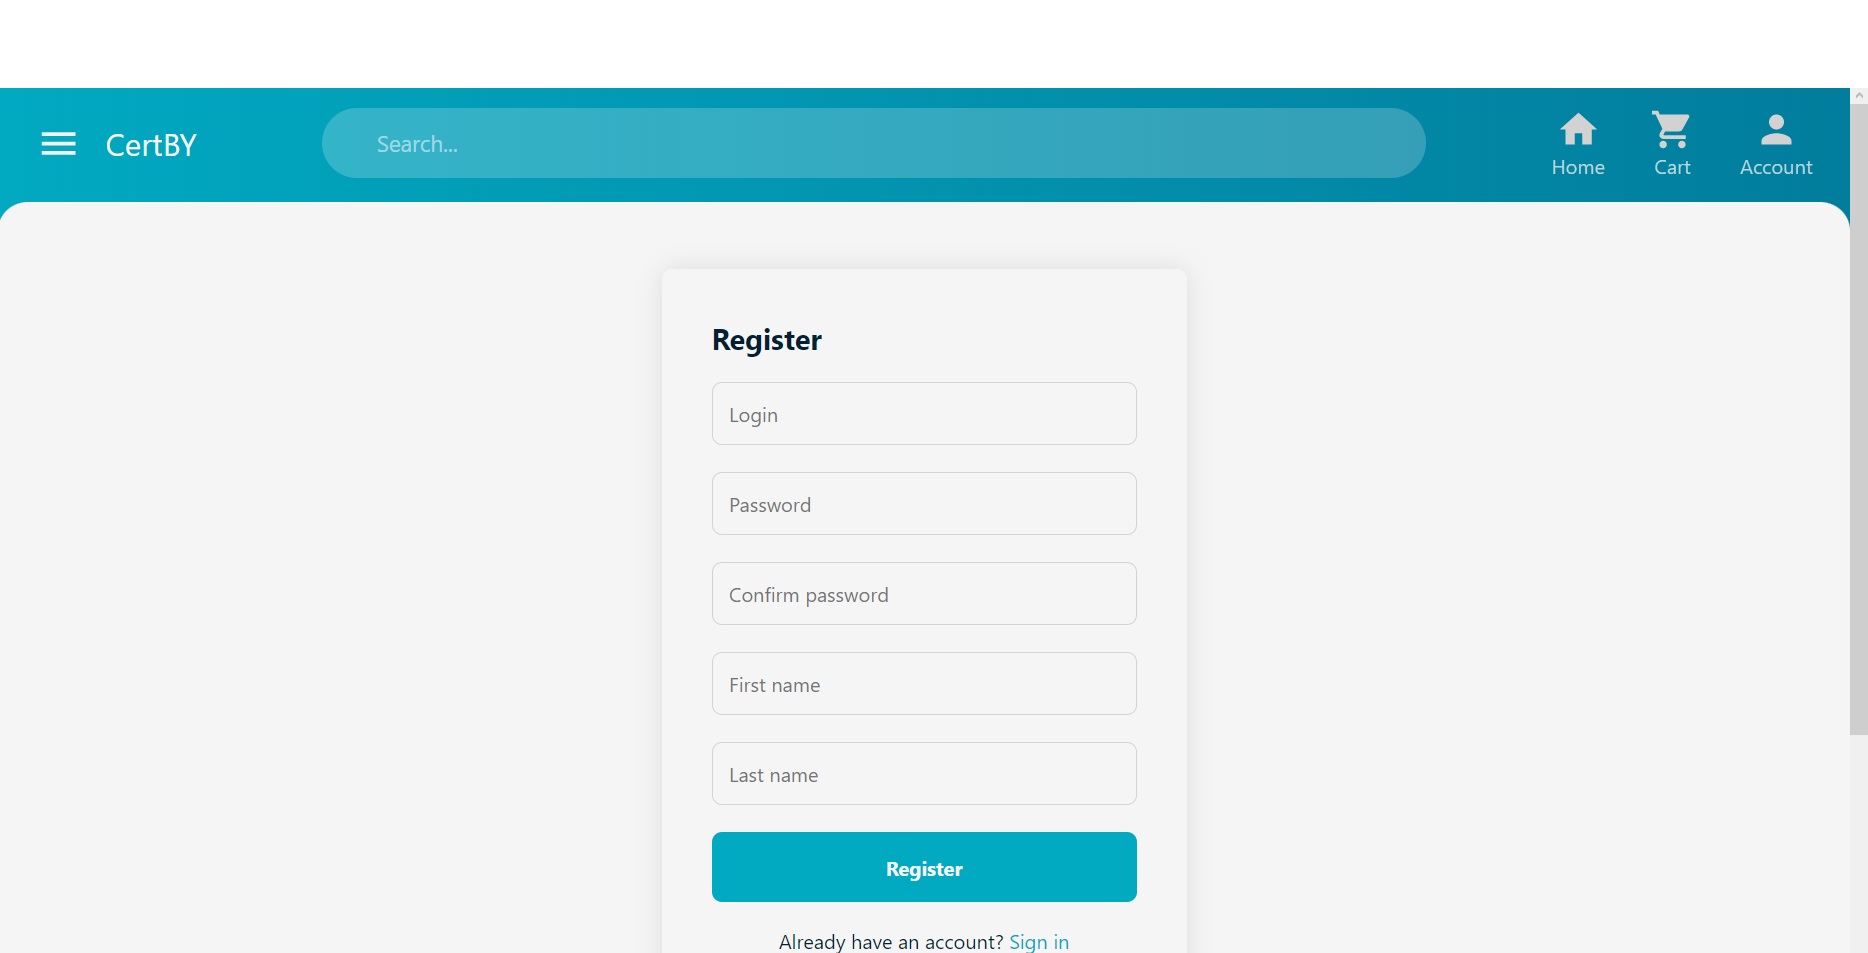 CertBY
Search...
Home
Cart
Account
Register
Login
Password
Confirm password
First name
Last name
Register
Already have an account? Sign in